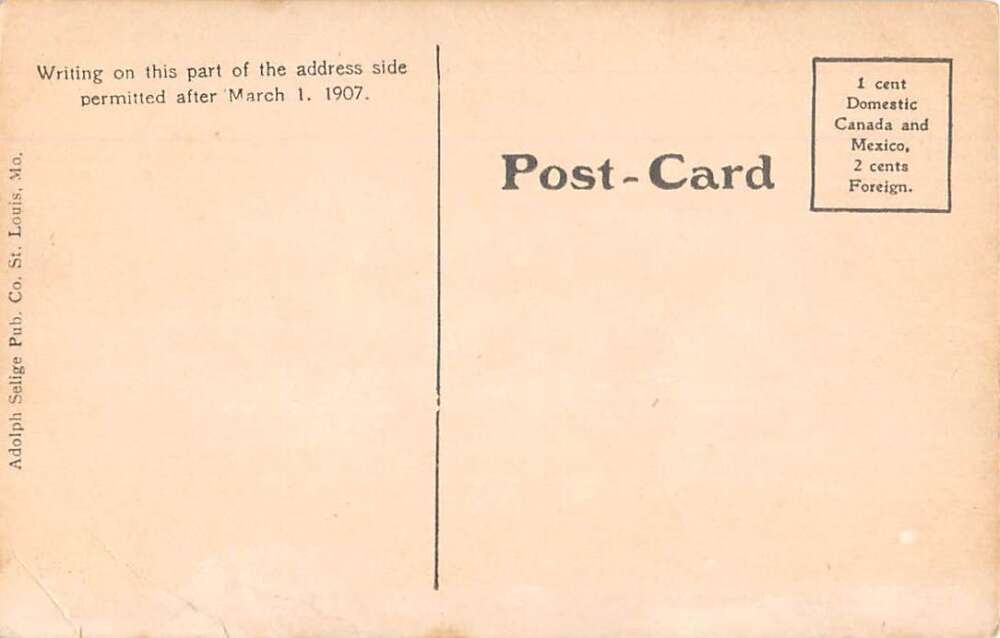 Writing on this part of the address side
permitted after March 1. 1907.
Post-Card
1 cent
Domestic
Canada and
Mexico,
2 cents
Foreign.
Adolph Selige Pub. Co. St. Louis, Mo.